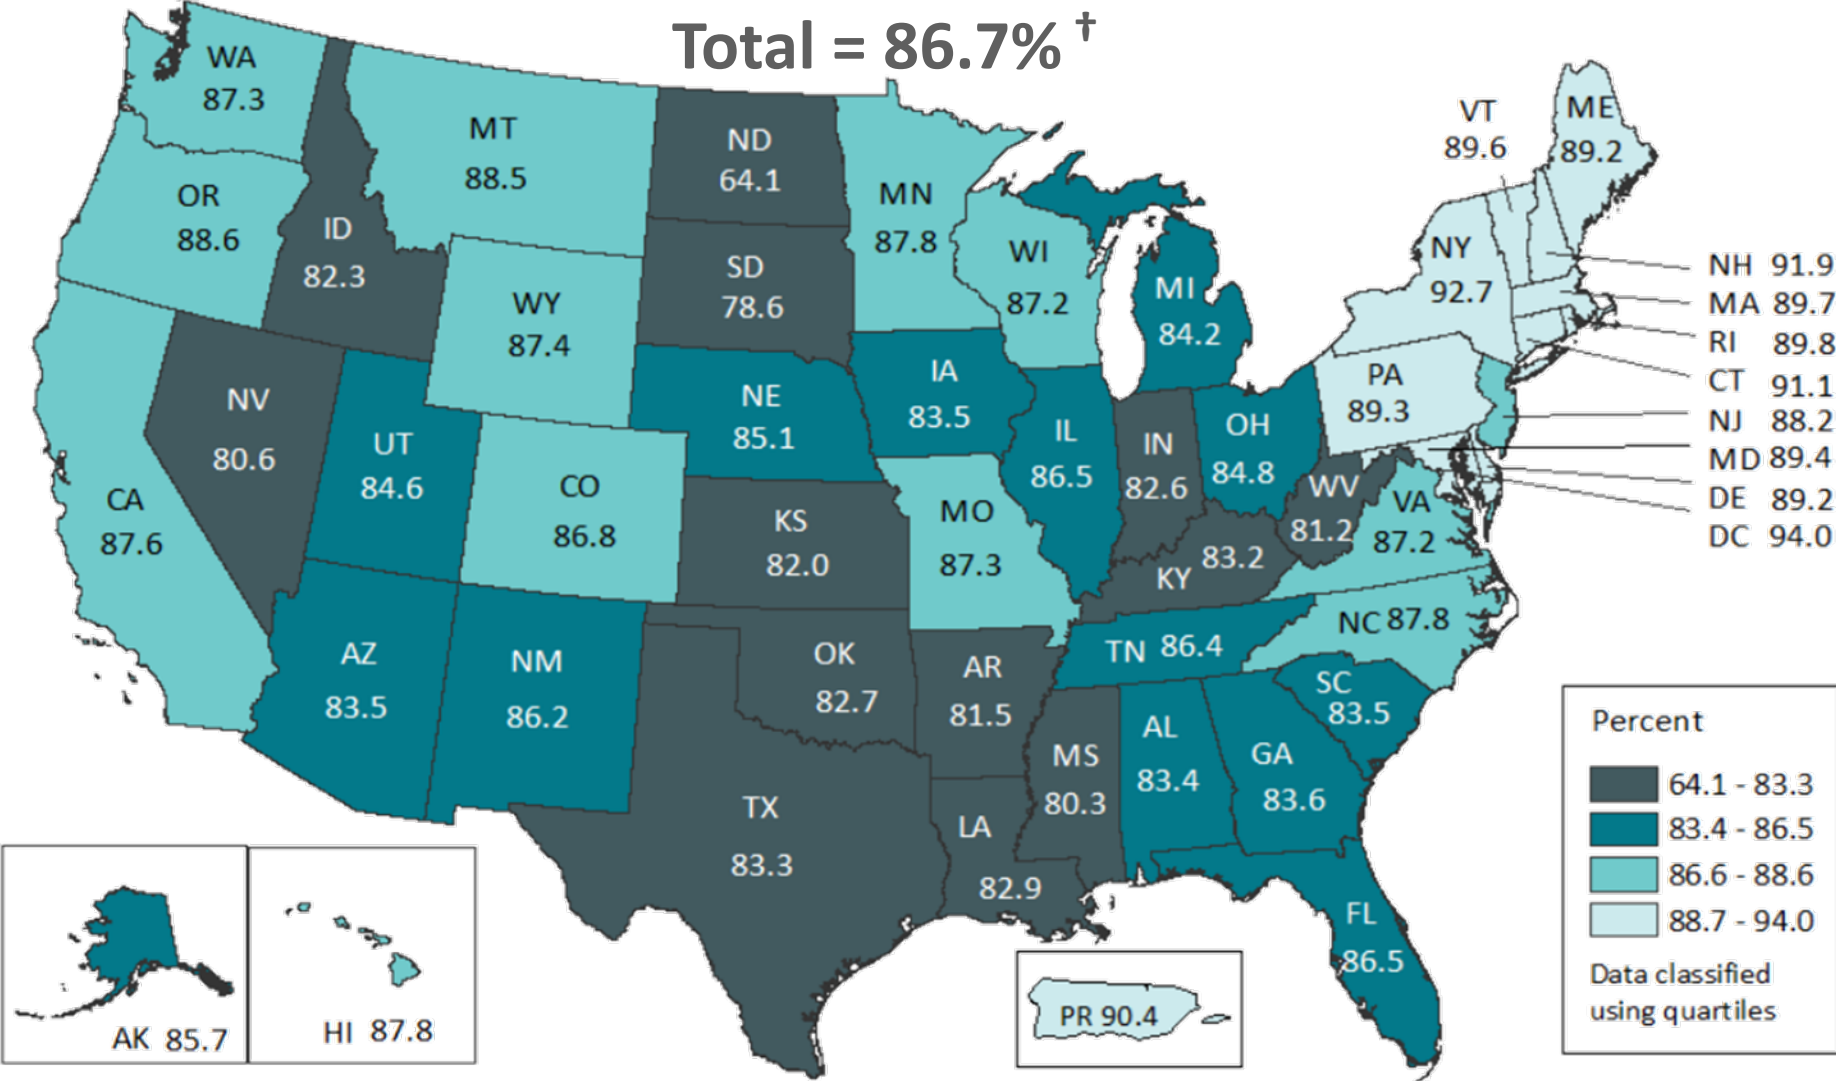 Total = 86.7% †
WA
87.3
MT
88.5
ND
64.1
VT
89.6
ME
89.2
OR
88.6
ID
82.3
MN
87.8
WI
87.2
NY
92.7
SD
78.6
WY
87.4
MI
84.2
NH 91.9
MA 89.7
RI 89.8
CT 91.1
NJ 88.2
MD 89.4
DE 89.2
DC 94.0
NV
80.6
UT
84.6
NE
85.1
IA
83.5
PA
89.3
CA
87.6
CO
86.8
KS
82.0
MO
87.3
IL
86.5
IN
82.6
OH
84.8
WV
81.2
VA
87.2
KY 83.2
NC 87.8
TN 86.4
AZ
83.5
NM
86.2
OK
82.7
AR
81.5
SC
83.5
MS
80.3
AL
83.4
GA
83.6
TX
83.3
LA
82.9
FL
86.5
AK 85.7
HI 87.8
PR 90.4
Percent
64.1 - 83.3
83.4 - 86.5
86.6 - 88.6
88.7 - 94.0
Data classified
using quartiles